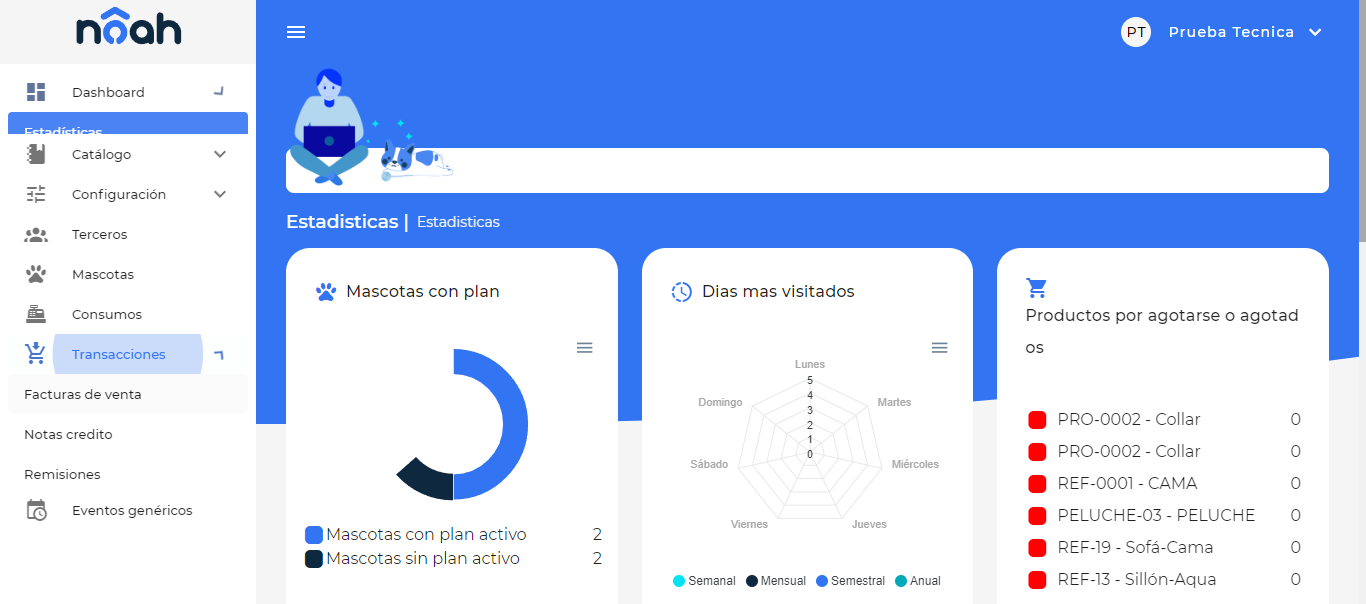 nôah
PT Prueba Tecnica
Dashboard
Estadísticas
Catálogo
Configuración
Terceros
Mascotas
Consumos
Transacciones
Facturas de venta
Notas credito
Remisiones
Eventos genéricos
Estadisticas | Estadisticas
Mascotas con plan
Mascotas con plan activo 2
Mascotas sin plan activo 2
Dias mas visitados
Lunes
Martes
Miércoles
Jueves
Viernes
Sábado
Domingo
5
4
3
2
1
0
Semanal Mensual Semestral Anual
Productos por agotarse o agotad
os
PRO-0002 - Collar 0
PRO-0002 - Collar 0
REF-0001 - CAMA 0
PELUCHE-03 - PELUCHE 0
REF-19 - Sofá-Cama 0
REF-13 - Sillón-Aqua 0